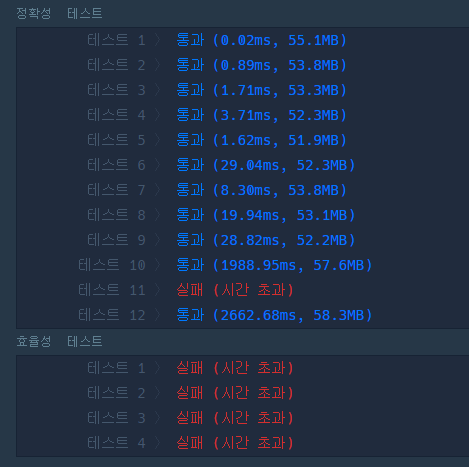 정확성 테스트
테스트 1 〉 통과 (0.02ms, 55.1MB)
테스트 2 〉 통과 (0.89ms, 53.8MB)
테스트 3 〉 통과 (1.71ms, 53.3MB)
테스트 4 〉 통과 (3.71ms, 52.3MB)
테스트 5 〉 통과 (1.62ms, 51.9MB)
테스트 6 〉 통과 (29.04ms, 52.3MB)
테스트 7 〉 통과 (8.30ms, 53.8MB)
테스트 8 〉 통과 (19.94ms, 53.1MB)
테스트 9 〉 통과 (28.82ms, 52.2MB)
테스트 10 〉 통과 (1988.95ms, 57.6MB)
테스트 11 〉 실패 (시간 초과)
테스트 12 〉 통과 (2662.68ms, 58.3MB)
효율성 테스트
테스트 1 〉 실패 (시간 초과)
테스트 2 〉 실패 (시간 초과)
테스트 3 〉 실패 (시간 초과)
테스트 4 〉 실패 (시간 초과)